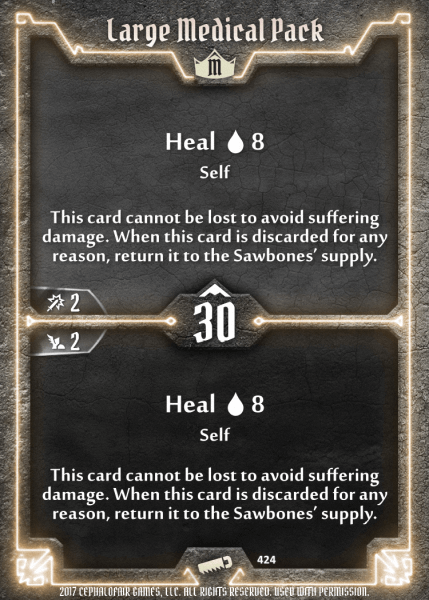 Large Medical Pack
M
Heal 8
Self
This card cannot be lost to avoid suffering
damage. When this card is discarded for any
reason, return it to the Sawbones’ supply.
2
30
2
Heal 8
Self
This card cannot be lost to avoid suffering
damage. When this card is discarded for any
reason, return it to the Sawbones’ supply.
424
2017 Cephalofair Games, LLC. All rights reserved. Used with permission.